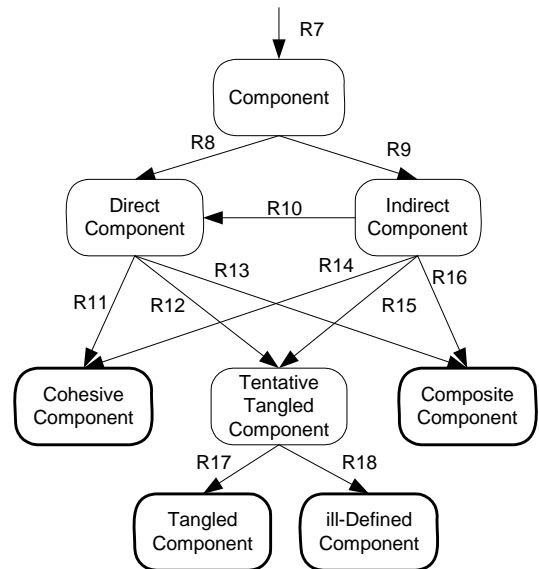 R7
Component
R8
R9
Direct
Component
R10
Indirect
Component
R11
R12
R13
R14
R15
R16
Cohesive
Component
Tentative
Tangled
Component
Composite
Component
R17
R18
Tangled
Component
ill-Defined
Component